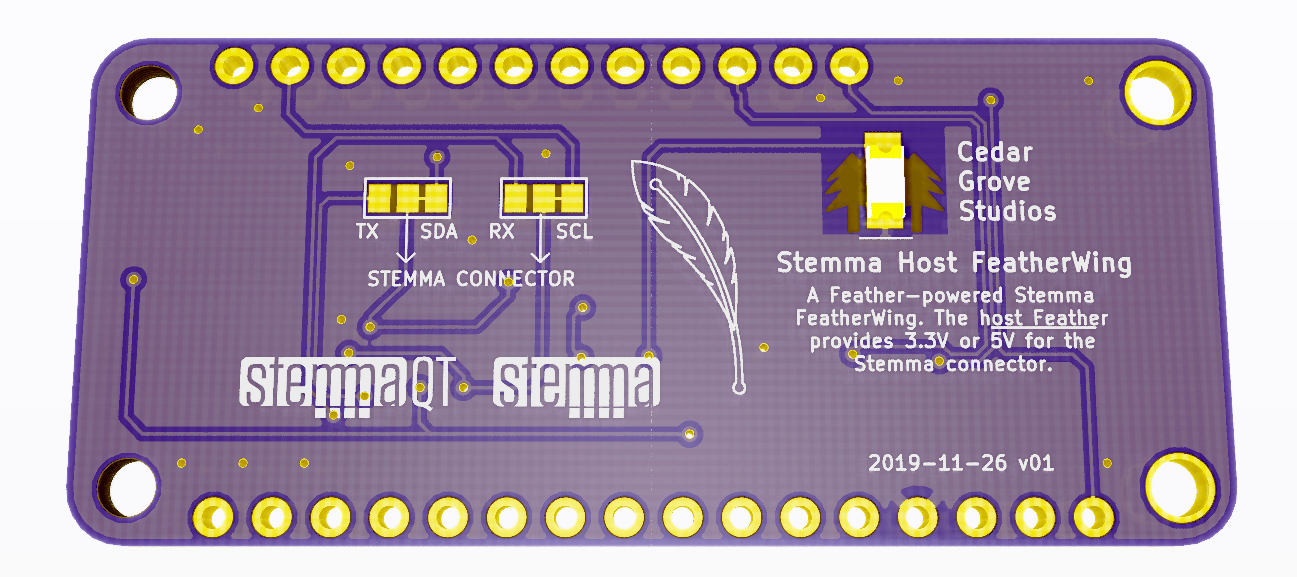 Cedar
Grove
Studios
TX SDA RX SCL
STEMMA CONNECTOR
Stemma Host FeatherWing
A Feather-powered Stemma
FeatherWing. The host Feather
provides 3.3V or 5V for the
Stemma connector.
stemmaQT stemma
2019-11-26 v01